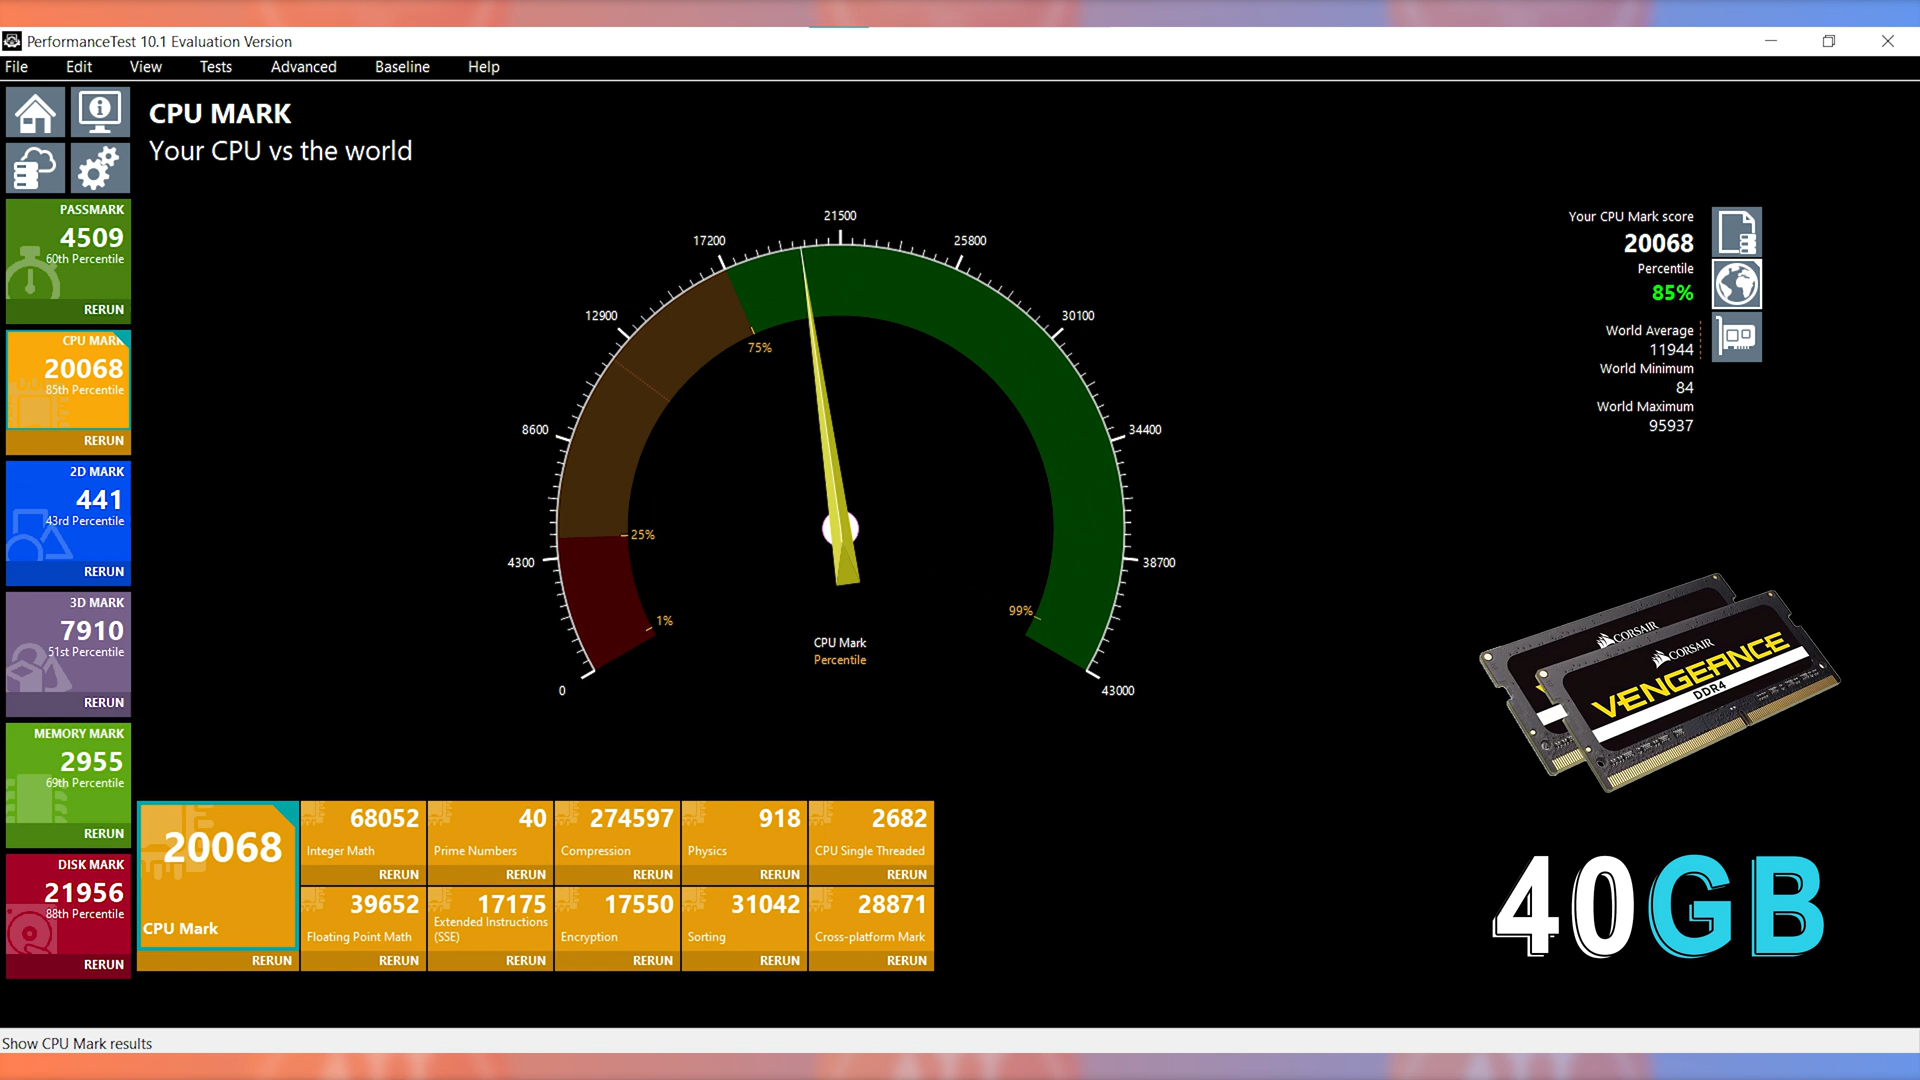 PerformanceTest 10.1 Evaluation Version
File Edit View Tests Advanced Baseline Help
CPU MARK
Your CPU vs the world
PASSMARK
4509
60th Percentile
RERUN
CPU MARK
20068
85th Percentile
RERUN
2D MARK
441
43rd Percentile
RERUN
3D MARK
7910
51st Percentile
RERUN
MEMORY MARK
2955
69th Percentile
RERUN
DISK MARK
21956
88th Percentile
RERUN
0
4300
8600
12900
17200
21500
25800
30100
34400
38700
43000
1%
25%
75%
99%
CPU Mark
Percentile
Your CPU Mark score
20068
Percentile
85%
World Average
11944
World Minimum
84
World Maximum
95937
CORSAIR
CORSAIR
VENGEANCE
DDR4
40GB
20068
CPU Mark
RERUN
68052
Integer Math
RERUN
40
Prime Numbers
RERUN
274597
Compression
RERUN
918
Physics
RERUN
2682
CPU Single Threaded
RERUN
39652
Floating Point Math
RERUN
17175
Extended Instructions
(SSE)
RERUN
17550
Encryption
RERUN
31042
Sorting
RERUN
28871
Cross-platform Mark
RERUN
Show CPU Mark results